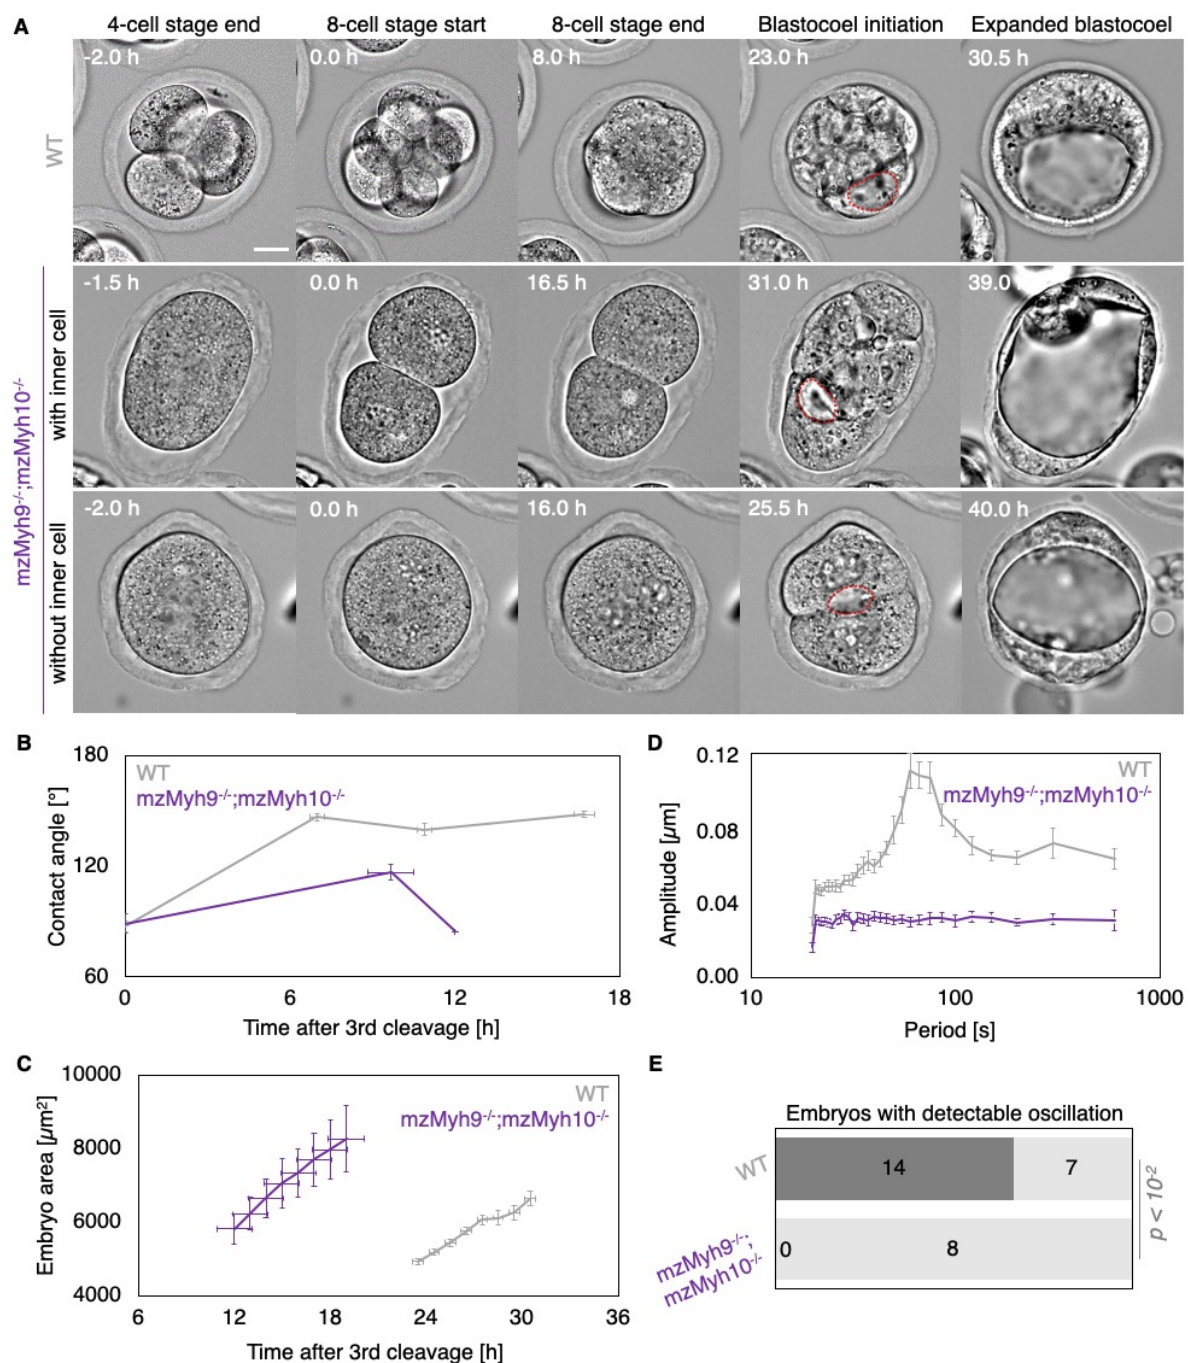 A
4-cell stage end
8-cell stage start
8-cell stage end
Blastocoel initiation
Expanded blastocoel
WT
-2.0 h
0.0 h
8.0 h
23.0 h
30.5 h
mzMyh9-/-;mzMyh10-/-
with inner cell
-1.5 h
0.0 h
16.5 h
31.0 h
39.0
without inner cell
-2.0 h
0.0 h
16.0 h
25.5 h
40.0 h
B
180
120
60
Contact angle [°]
WT
mzMyh9-/-;mzMyh10-/-
0
6
12
18
Time after 3rd cleavage [h]
D
0.12
0.08
0.04
0.00
Amplitude [µm]
WT
mzMyh9-/-;mzMyh10-/-
10
100
1000
Period [s]
C
10000
8000
6000
4000
Embryo area [µm²]
WT
mzMyh9-/-;mzMyh10-/-
6
12
18
24
30
36
Time after 3rd cleavage [h]
E
Embryos with detectable oscillation
WT
14
7
mzMyh9-/-;
mzMyh10-/-
0
8
p < 10-2